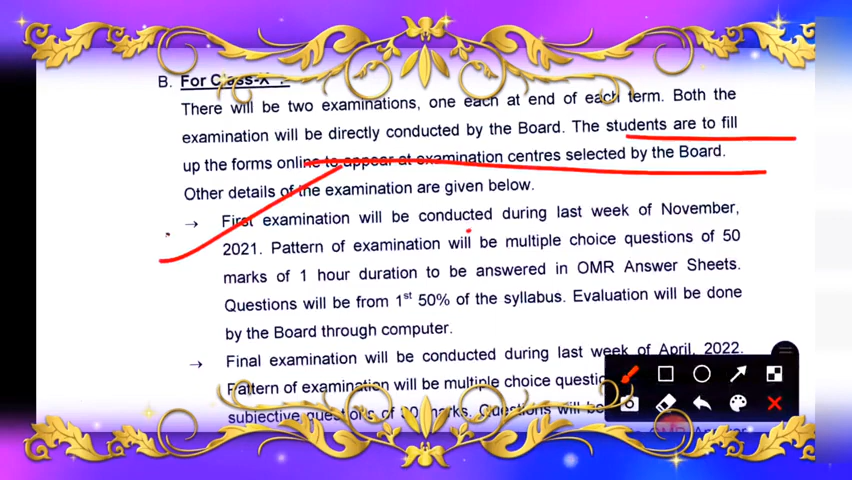 B. For Class-X :-
There will be two examinations, one each at end of each term. Both the
examination will be directly conducted by the Board. The students are to fill
up the forms online to appear at examination centres selected by the Board.
Other details of the examination are given below.
→ First examination will be conducted during last week of November,
2021. Pattern of examination will be multiple choice questions of 50
marks of 1 hour duration to be answered in OMR Answer Sheets.
Questions will be from 1st 50% of the syllabus. Evaluation will be done
by the Board through computer.
→ Final examination will be conducted during last week of April, 2022.
Pattern of examination will be multiple choice
subjective questions of marks. Questions will be
OMR Answer